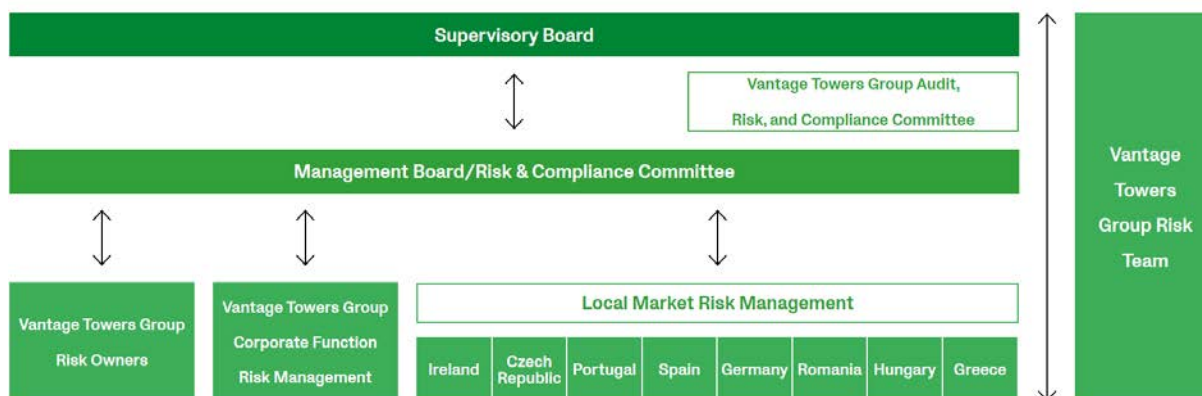 Supervisory Board
Vantage Towers Group Audit,
Risk, and Compliance Committee
Management Board/Risk & Compliance Committee
Vantage Towers Group
Risk Owners
Vantage Towers Group
Corporate Function
Risk Management
Local Market Risk Management
Ireland
Czech
Republic
Portugal
Spain
Germany
Romania
Hungary
Greece
Vantage
Towers
Group Risk
Team